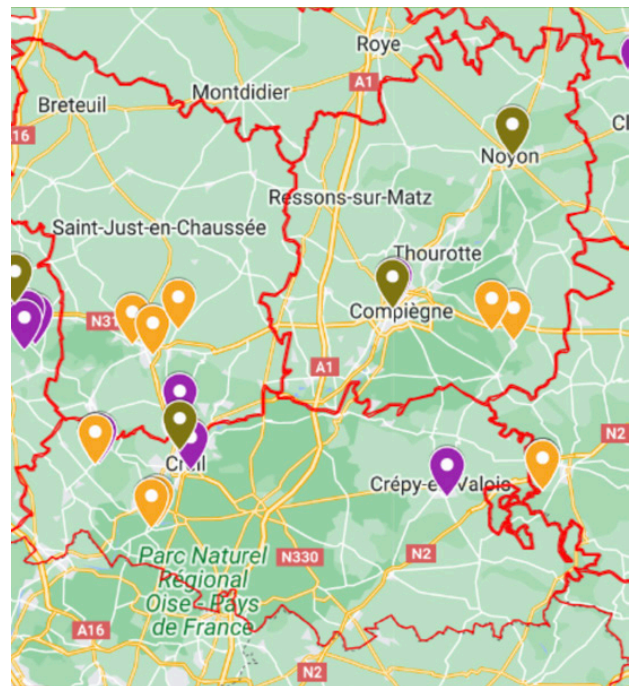 Roye
A1
Montdidier
Breteuil
16
Noyon
Ressons-sur-Matz
Saint-Just-en-Chaussée
Thourotte
N31
Compiègne
A1
N2
Creil
Crépy-en-Valois
Parc Naturel
Régional
Oise - Pays
de France
N330
N2
A16
N2